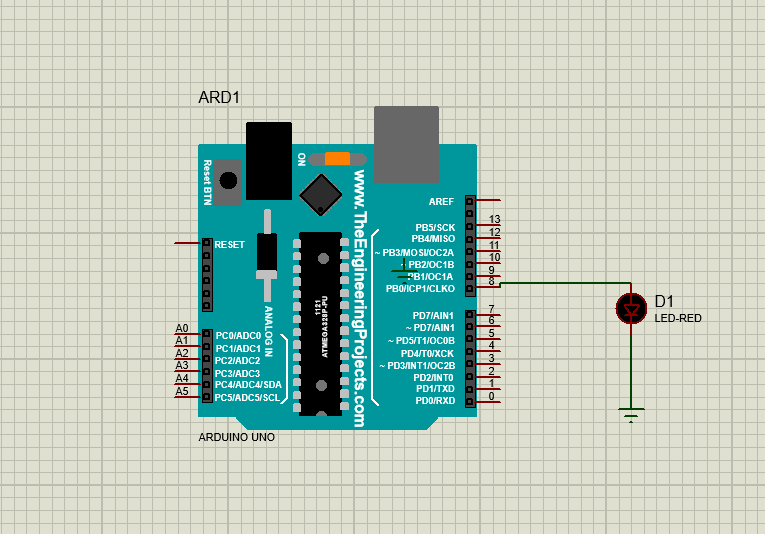 ARD1
Reset BTN
ON
www.TheEngineeringProjects.com
AREF
13
PB5/SCK
12
PB4/MISO
11
~ PB3/MOSI/OC2A
10
PB2/OC1B
9
PB1/OC1A
8
PB0/ICP1/CLKO
RESET
1121
ATMEGA328P-PU
ANALOG IN
7
PD7/AIN1
6
~ PD7/AIN1
5
~ PD5/T1/OC0B
4
PD4/T0/XCK
3
~ PD3/INT1/OC2B
2
PD2/INT0
1
PD1/TXD
0
PD0/RXD
A0
PC0/ADC0
A1
PC1/ADC1
A2
PC2/ADC2
A3
PC3/ADC3
A4
PC4/ADC4/SDA
A5
PC5/ADC5/SCL
ARDUINO UNO
D1
LED-RED